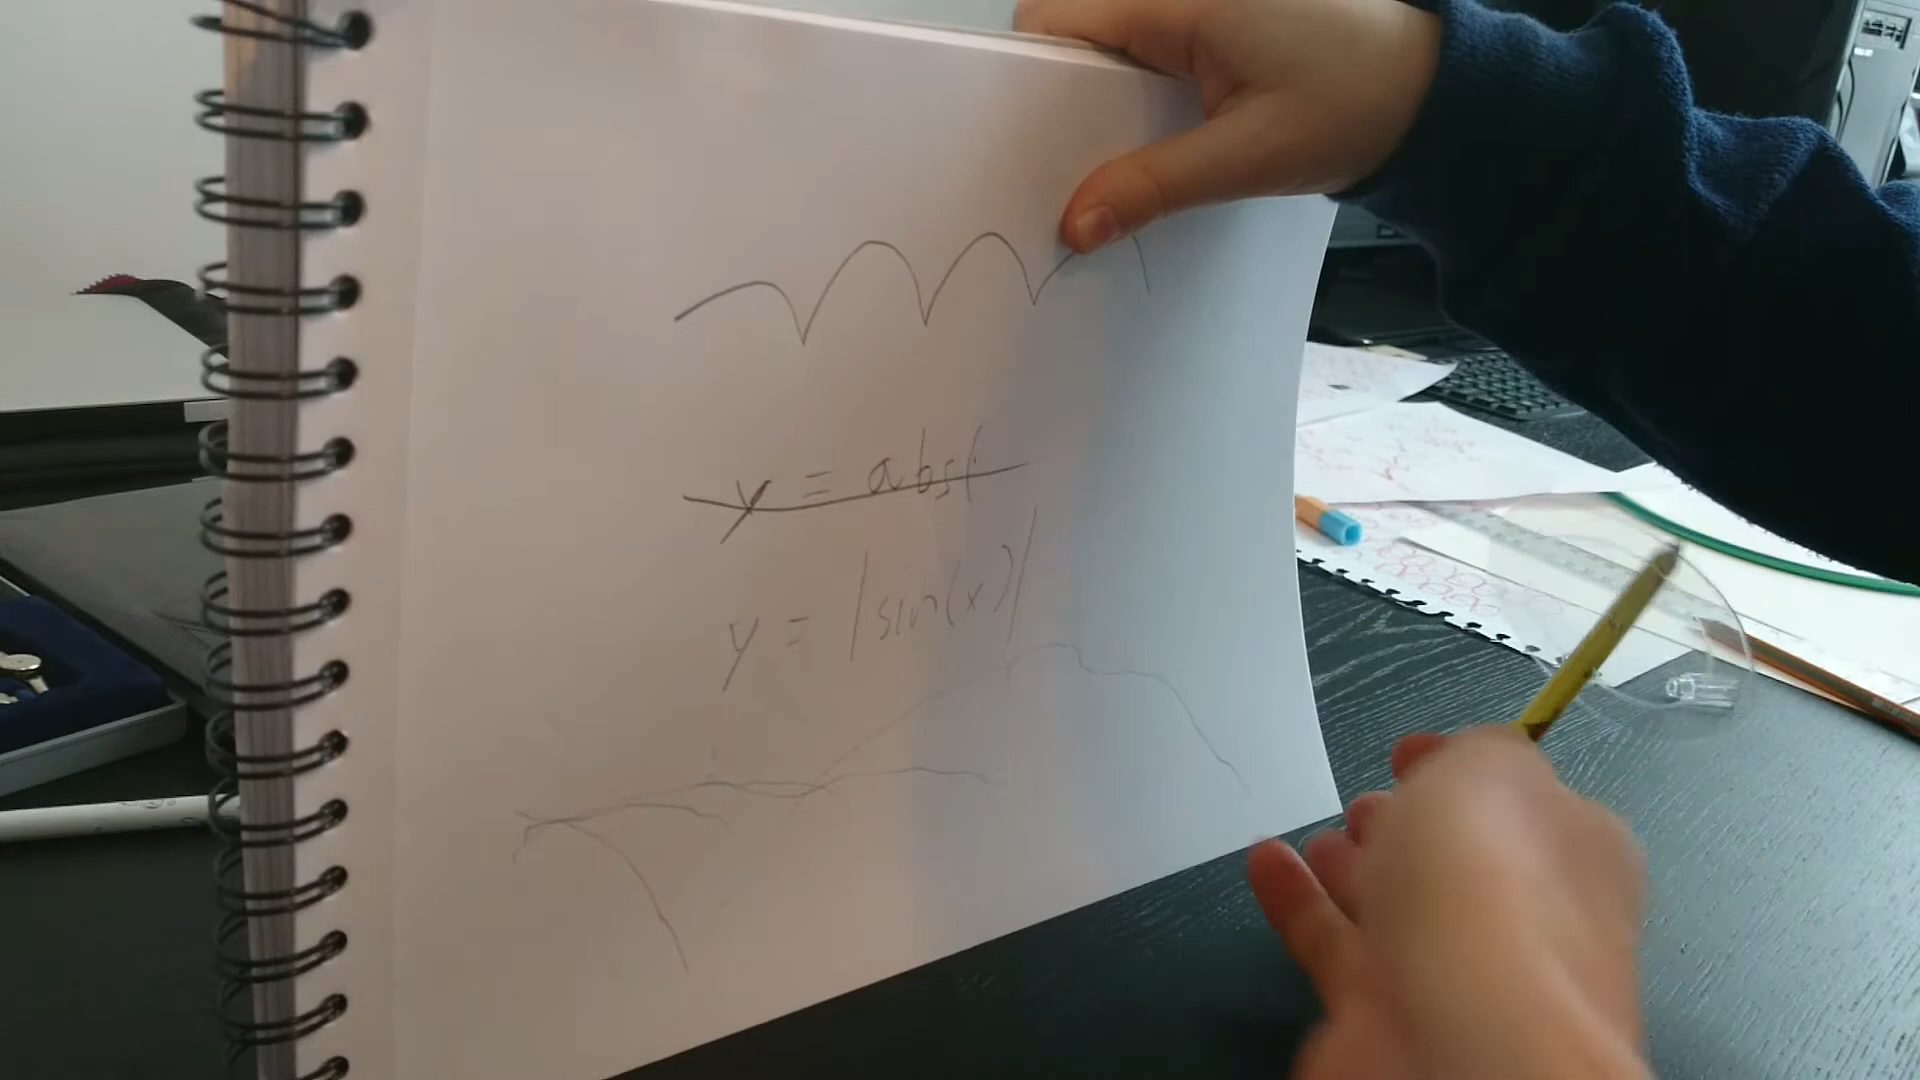 y = abs(
y = |sin(x)|